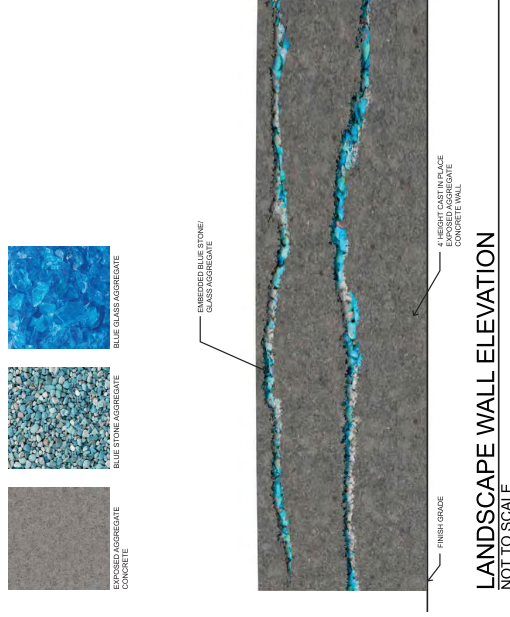 EXPOSED AGGREGATE
CONCRETE
BLUE STONE AGGREGATE
BLUE GLASS AGGREGATE
EMBEDDED BLUE STONE/
GLASS AGGREGATE
FINISH GRADE
4' HEIGHT CAST IN PLACE
EXPOSED AGGREGATE
CONCRETE WALL
LANDSCAPE WALL ELEVATION
NOT TO SCALE